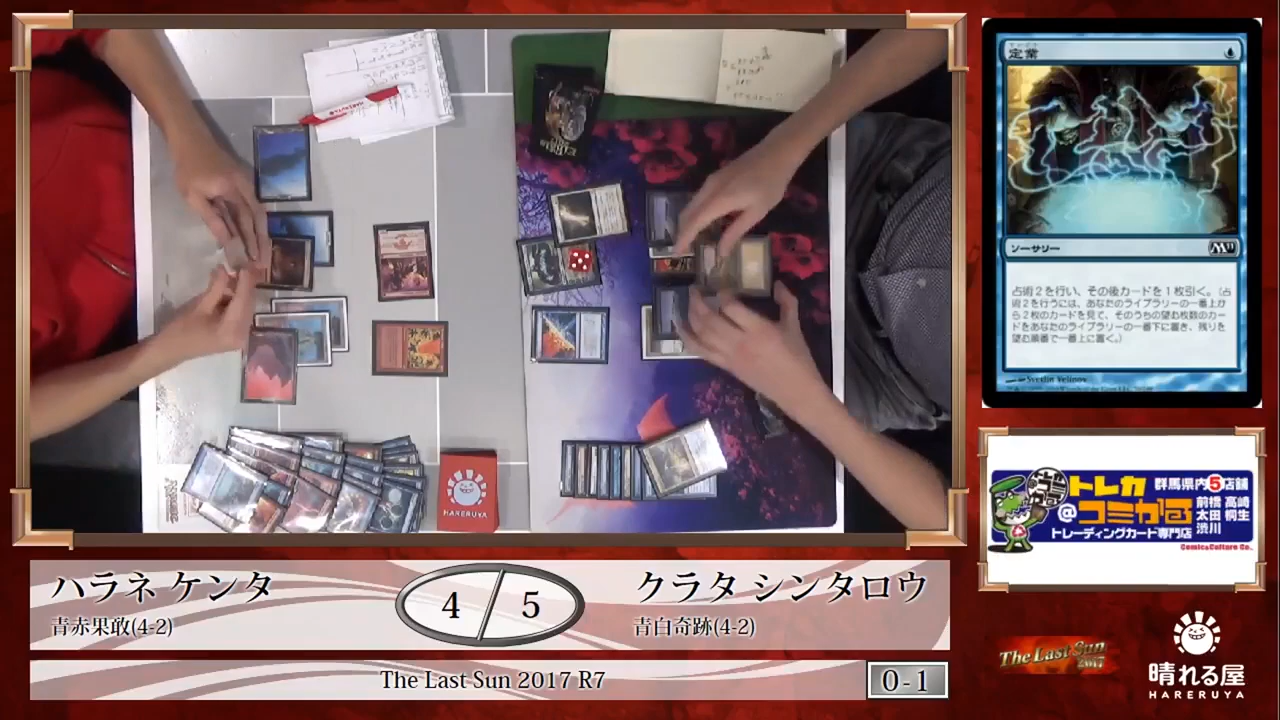 定業
ソーサリー
M11
占術２を行い、その後カードを１枚引く。（占
術２を行うには、あなたのライブラリーの一番上か
ら２枚のカードを見て、そのうちの望む枚数のカー
ドをあなたのライブラリーの一番下に置き、残りを
望む順番で一番上に置く。）
Svetlin Velinov
HARERUYA
トレカ
@
コミかる
群馬県内5店舗
前橋 高崎
太田 桐生
渋川
トレーディングカード専門店
Comic&Culture Co.,
ハラネ ケンタ
青赤果敢(4-2)
4/5
クラタ シンタロウ
青白奇跡(4-2)
The Last Sun 2017 R7
0-1
The Last Sun
2017
晴れる屋
HARERUYA